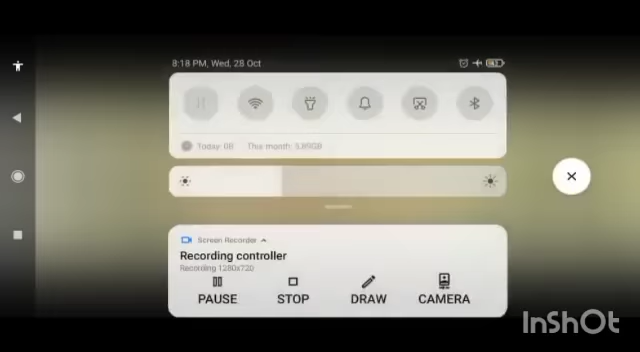 8:18 PM, Wed, 28 Oct
Today: 0B This month: 5.85GB
Screen Recorder
Recording controller
Recording 1280x720
PAUSE STOP DRAW CAMERA
InShOt